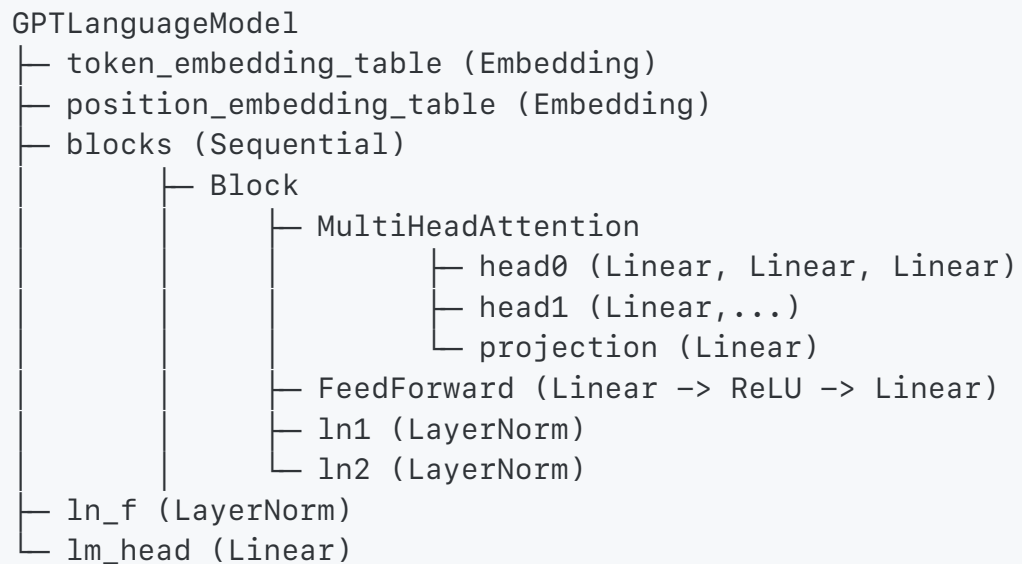 GPTLanguageModel
├─ token_embedding_table (Embedding)
├─ position_embedding_table (Embedding)
├─ blocks (Sequential)
│       ├─ Block
│       │     ├─ MultiHeadAttention
│       │     │        ├─ head0 (Linear, Linear, Linear)
│       │     │        ├─ head1 (Linear,...)
│       │     │        └─ projection (Linear)
│       │     ├─ FeedForward (Linear —> ReLU —> Linear)
│       │     ├─ ln1 (LayerNorm)
│       │     └─ ln2 (LayerNorm)
├─ ln_f (LayerNorm)
└─ lm_head (Linear)